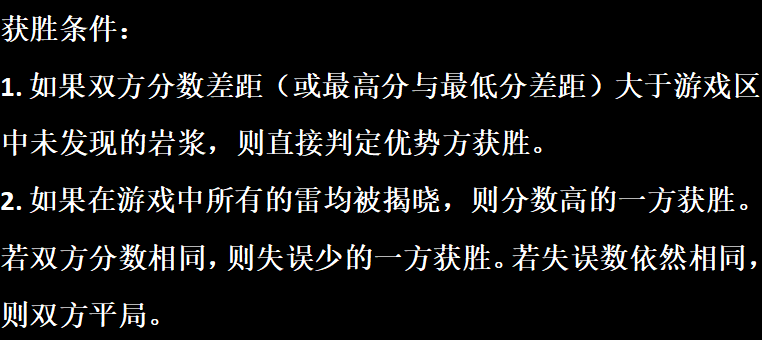 获胜条件：
1. 如果双方分数差距（或最高分与最低分差距）大于游戏区
中未发现的岩浆，则直接判定优势方获胜。
2. 如果在游戏中所有的雷均被揭晓，则分数高的一方获胜。
若双方分数相同，则失误少的一方获胜。若失误数依然相同，
则双方平局。